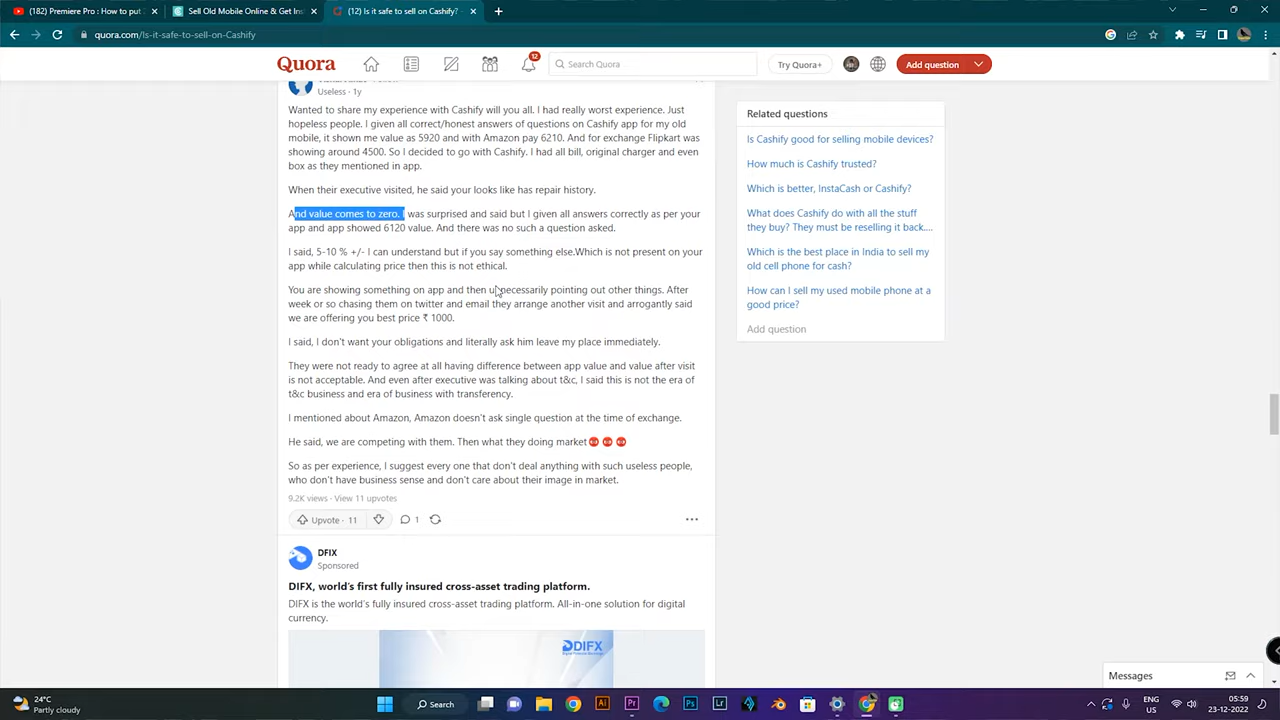 (182) Premiere Pro : How to put
Sell Old Mobile Online & Get Ins
(12) Is it safe to sell on Cashify? -
quora.com/Is-it-safe-to-sell-on-Cashify
Quora
12
Search Quora
Try Quora+
Add question
Useless · 1y
Wanted to share my experience with Cashify will you all. I had really worst experience. Just
hopeless people. I given all correct/honest answers of questions on Cashify app for my old
mobile, it shown me value as 5920 and with Amazon pay 6210. And for exchange Flipkart was
showing around 4500. So I decided to go with Cashify. I had all bill, original charger and even
box as they mentioned in app.
When their executive visited, he said your looks like has repair history.
And value comes to zero. I was surprised and said but I given all answers correctly as per your
app and app showed 6120 value. And there was no such a question asked.
I said, 5-10 % +/- I can understand but if you say something else.Which is not present on your
app while calculating price then this is not ethical.
You are showing something on app and then unnecessarily pointing out other things. After
week or so chasing them on twitter and email they arrange another visit and arrogantly said
we are offering you best price ₹ 1000.
I said, I don't want your obligations and literally ask him leave my place immediately.
They were not ready to agree at all having difference between app value and value after visit
is not acceptable. And even after executive was talking about t&c, I said this is not the era of
t&c business and era of business with transferency.
I mentioned about Amazon, Amazon doesn't ask single question at the time of exchange.
He said, we are competing with them. Then what they doing market
So as per experience, I suggest every one that don't deal anything with such useless people,
who don't have business sense and don't care about their image in market.
9.2K views · View 11 upvotes
Upvote · 11
1
DFIX
Sponsored
DIFX, world's first fully insured cross-asset trading platform.
DIFX is the world's fully insured cross-asset trading platform. All-in-one solution for digital
currency.
DIFX
Related questions
Is Cashify good for selling mobile devices?
How much is Cashify trusted?
Which is better, InstaCash or Cashify?
What does Cashify do with all the stuff
they buy? They must be reselling it back....
Which is the best place in India to sell my
old cell phone for cash?
How can I sell my used mobile phone at a
good price?
Add question
Messages
24°C
Partly cloudy
Search
ENG
US
05:59
23-12-2022